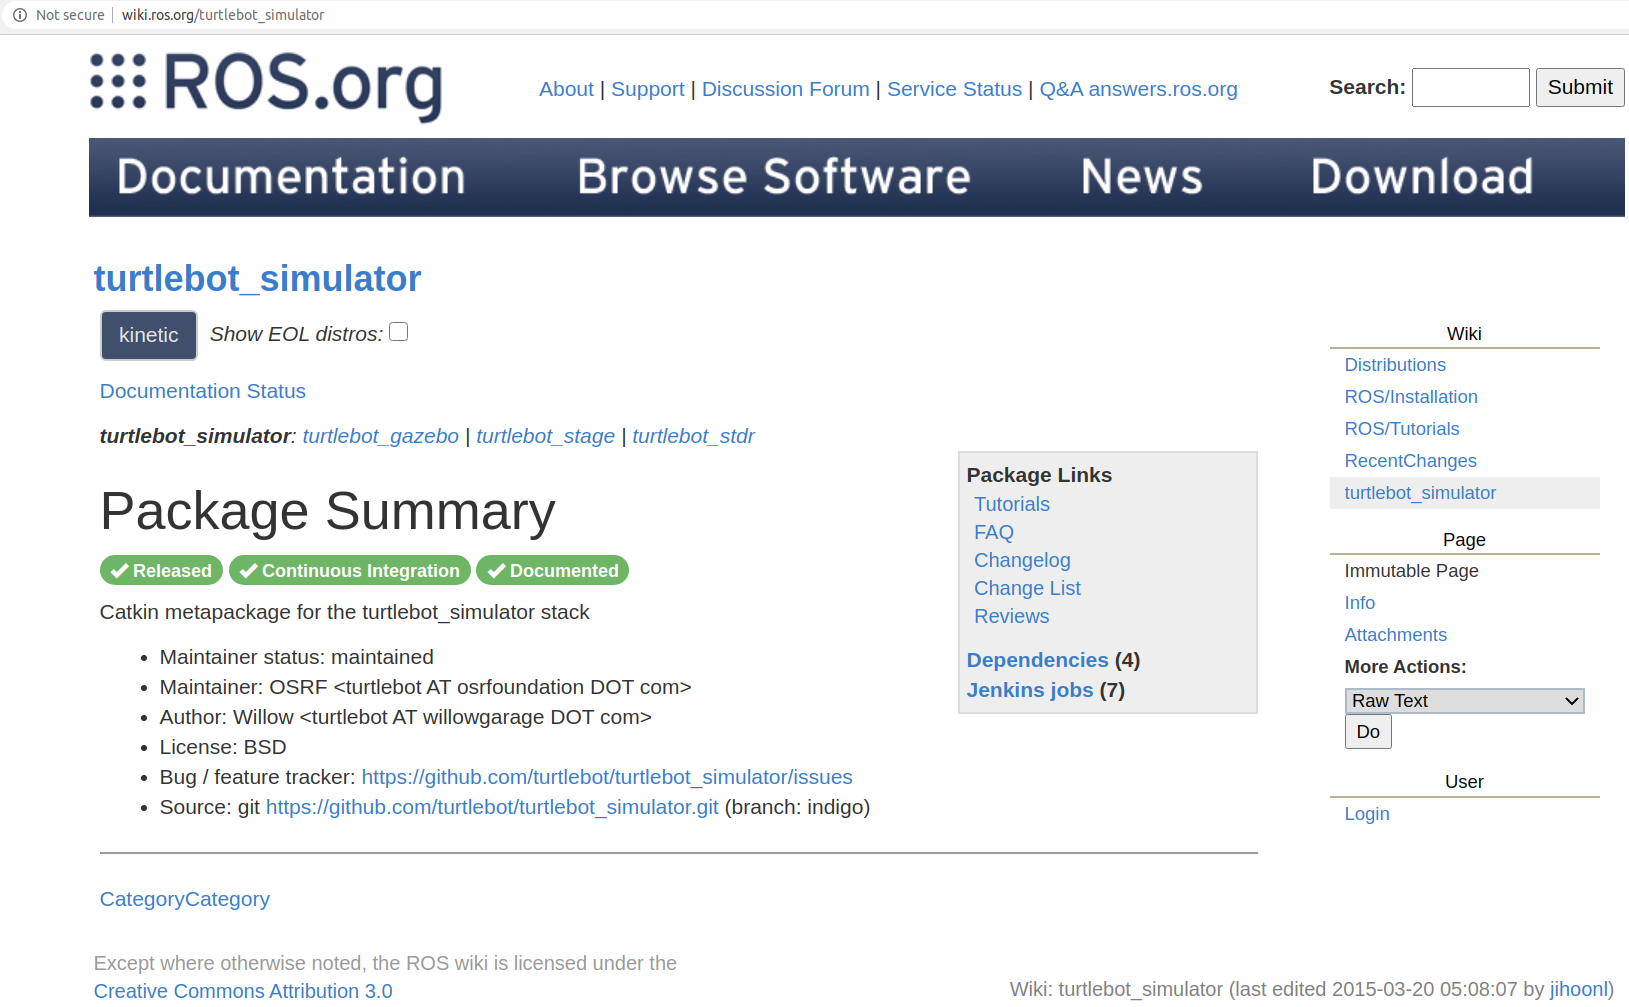 Not secure | wiki.ros.org/turtlebot_simulator
ROS.org
About | Support | Discussion Forum | Service Status | Q&A answers.ros.org
Search: Submit
Documentation Browse Software News Download
turtlebot_simulator
kinetic Show EOL distros:
Documentation Status
turtlebot_simulator: turtlebot_gazebo | turtlebot_stage | turtlebot_stdr
Package Summary
Released Continuous Integration Documented
Catkin metapackage for the turtlebot_simulator stack
• Maintainer status: maintained
• Maintainer: OSRF <turtlebot AT osrfoundation DOT com>
• Author: Willow <turtlebot AT willowgarage DOT com>
• License: BSD
• Bug / feature tracker: https://github.com/turtlebot/turtlebot_simulator/issues
• Source: git https://github.com/turtlebot/turtlebot_simulator.git (branch: indigo)
Package Links
Tutorials
FAQ
Changelog
Change List
Reviews
Dependencies (4)
Jenkins jobs (7)
CategoryCategory
Wiki
Distributions
ROS/Installation
ROS/Tutorials
RecentChanges
turtlebot_simulator
Page
Immutable Page
Info
Attachments
More Actions:
Raw Text
Do
User
Login
Except where otherwise noted, the ROS wiki is licensed under the
Creative Commons Attribution 3.0
Wiki: turtlebot_simulator (last edited 2015-03-20 05:08:07 by jihoonl)